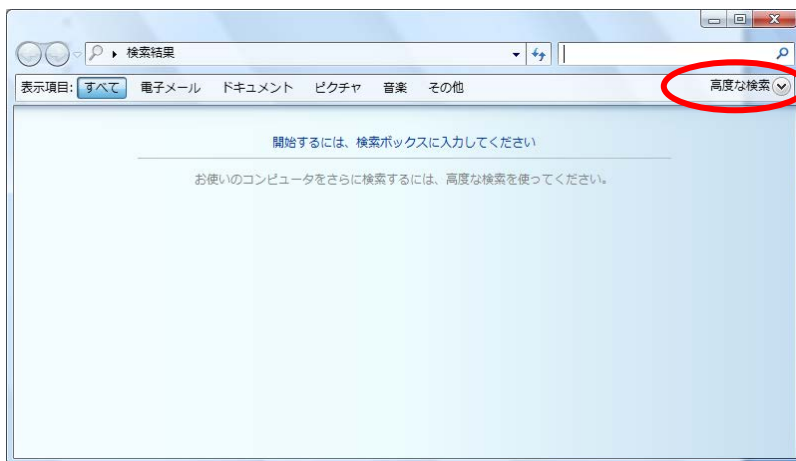 検索結果
表示項目: すべて 電子メール ドキュメント ピクチャ 音楽 その他 高度な検索
開始するには、検索ボックスに入力してください
お使いのコンピュータをさらに検索するには、高度な検索を使ってください。